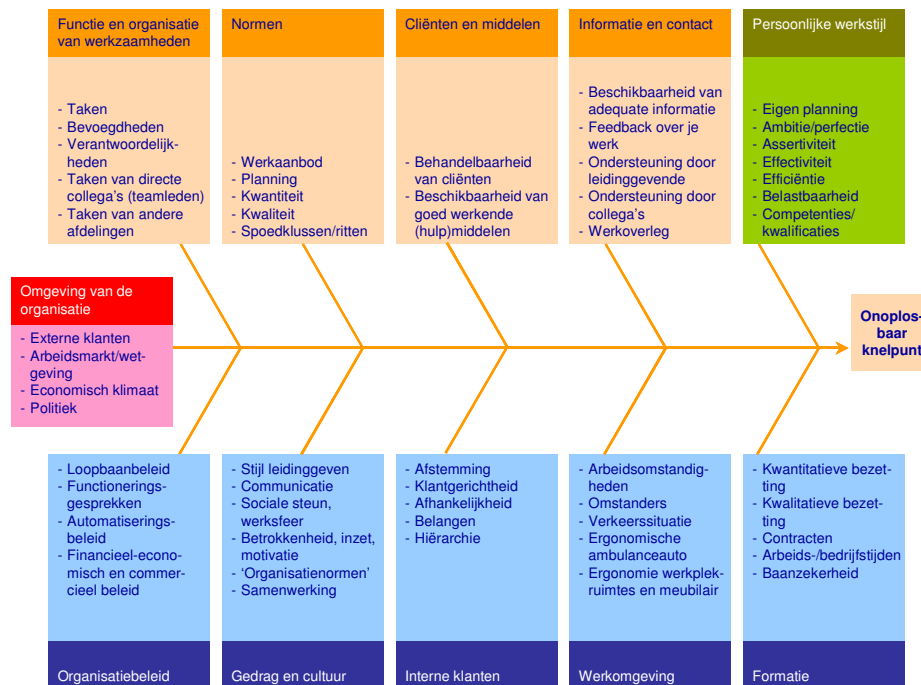 Functie en organisatie
van werkzaamheden
- Taken
- Bevoegdheden
- Verantwoordelijk-
heden
- Taken van directe
collega's (teamleden)
- Taken van andere
afdelingen
Normen
- Werkaanbod
- Planning
- Kwantiteit
- Kwaliteit
- Spoedklussen/ritten
Cliënten en middelen
- Behandelbaarheid
van cliënten
- Beschikbaarheid van
goed werkende
(hulp)middelen
Informatie en contact
- Beschikbaarheid van
adequate informatie
- Feedback over je
werk
- Ondersteuning door
leidinggevende
- Ondersteuning door
collega's
- Werkoverleg
Persoonlijke werkstijl
- Eigen planning
- Ambitie/perfectie
- Assertiviteit
- Effectiviteit
- Efficiëntie
- Belastbaarheid
- Competenties/
kwalificaties
Omgeving van de
organisatie
- Externe klanten
- Arbeidsmarkt/wet-
geving
- Economisch klimaat
- Politiek
Onoplos-
baar
knelpunt
- Loopbaanbeleid
- Functionerings-
gesprekken
- Automatiserings-
beleid
- Financieel-econo-
misch en commer-
cieel beleid
Organisatiebeleid
- Stijl leidinggeven
- Communicatie
- Sociale steun,
werksfeer
- Betrokkenheid, inzet,
motivatie
- 'Organisatienormen'
- Samenwerking
Gedrag en cultuur
- Afstemming
- Klantgerichtheid
- Afhankelijkheid
- Belangen
- Hiërarchie
Interne klanten
- Arbeidsomstandig-
heden
- Omstanders
- Verkeerssituatie
- Ergonomische
ambulanceauto
- Ergonomie werkplek-
ruimtes en meubilair
Werkomgeving
- Kwantitatieve bezet-
ting
- Kwalitatieve bezet-
ting
- Contracten
- Arbeids-/bedrijfstijden
- Baanzekerheid
Formatie